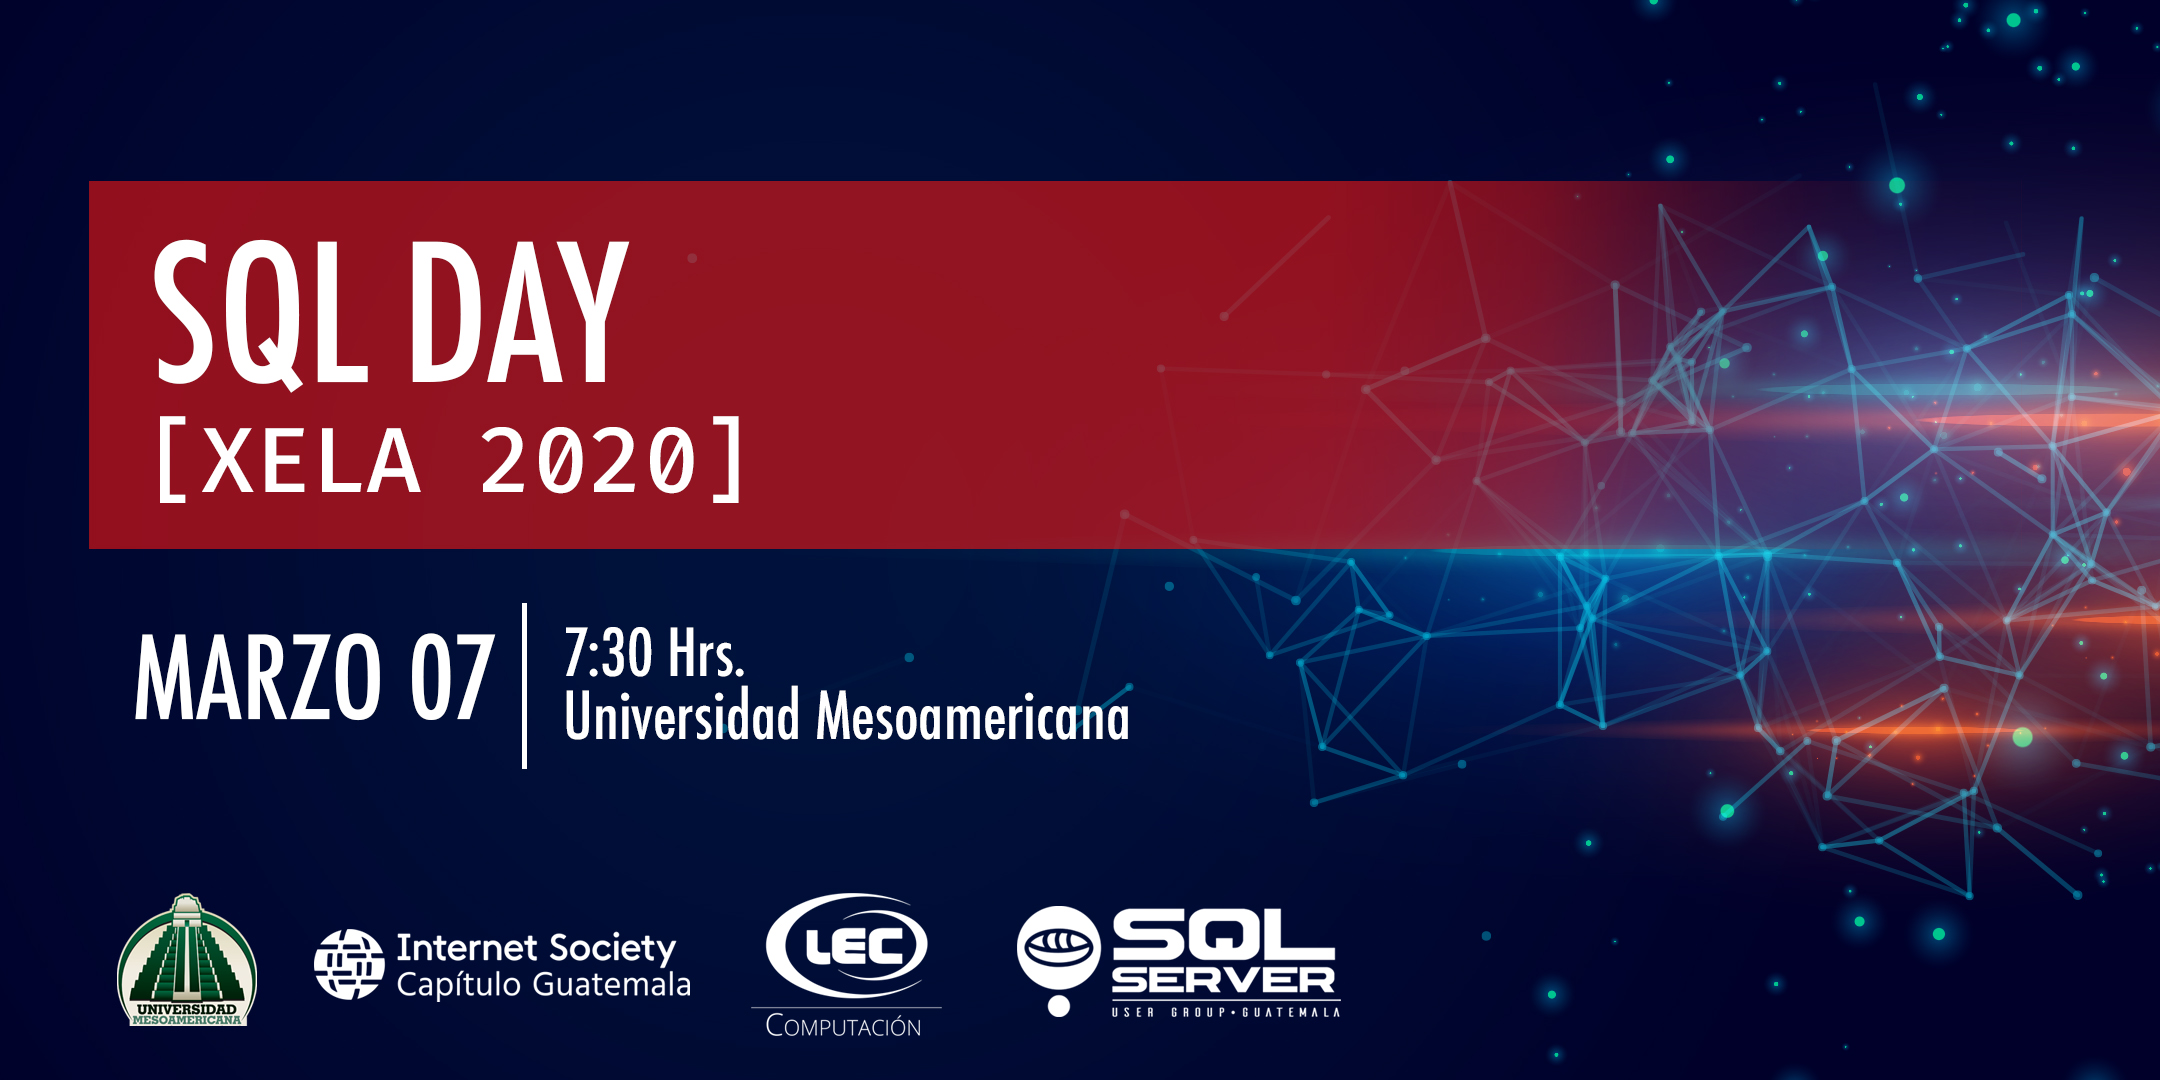 SQL DAY
[XELA 2020]
MARZO 07
7:30 Hrs.
Universidad Mesoamericana
UNIVERSIDAD
MESOAMERICANA
Internet Society
Capítulo Guatemala
LEC
COMPUTACIÓN
SQL
SERVER
USER GROUP•GUATEMALA